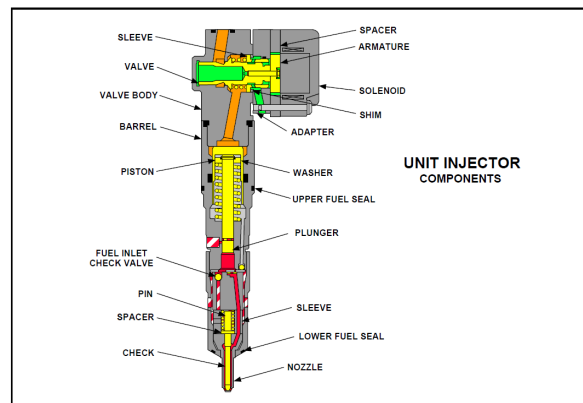 SPACER
SLEEVE
ARMATURE
VALVE
SOLENOID
VALVE BODY
SHIM
BARREL
ADAPTER
UNIT INJECTOR
COMPONENTS
PISTON
WASHER
UPPER FUEL SEAL
PLUNGER
FUEL INLET
CHECK VALVE
PIN
SLEEVE
SPACER
LOWER FUEL SEAL
CHECK
NOZZLE